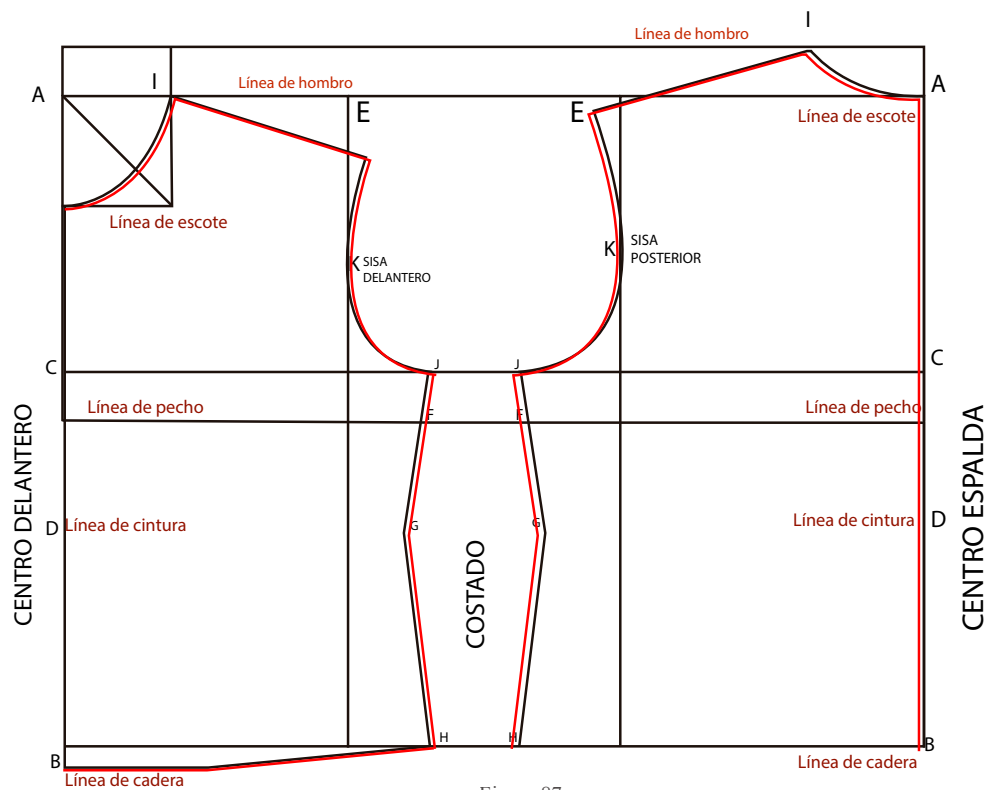 I
Línea de hombro
I
Línea de hombro
A
A
E
E
Línea de escote
Línea de escote
K
SISA
DELANTERO
K
SISA
POSTERIOR
C
J
J
C
Línea de pecho
F
F
Línea de pecho
CENTRO DELANTERO
D
Línea de cintura
G
G
Línea de cintura
D
CENTRO ESPALDA
COSTADO
H
H
B
B
Línea de cadera
Línea de cadera